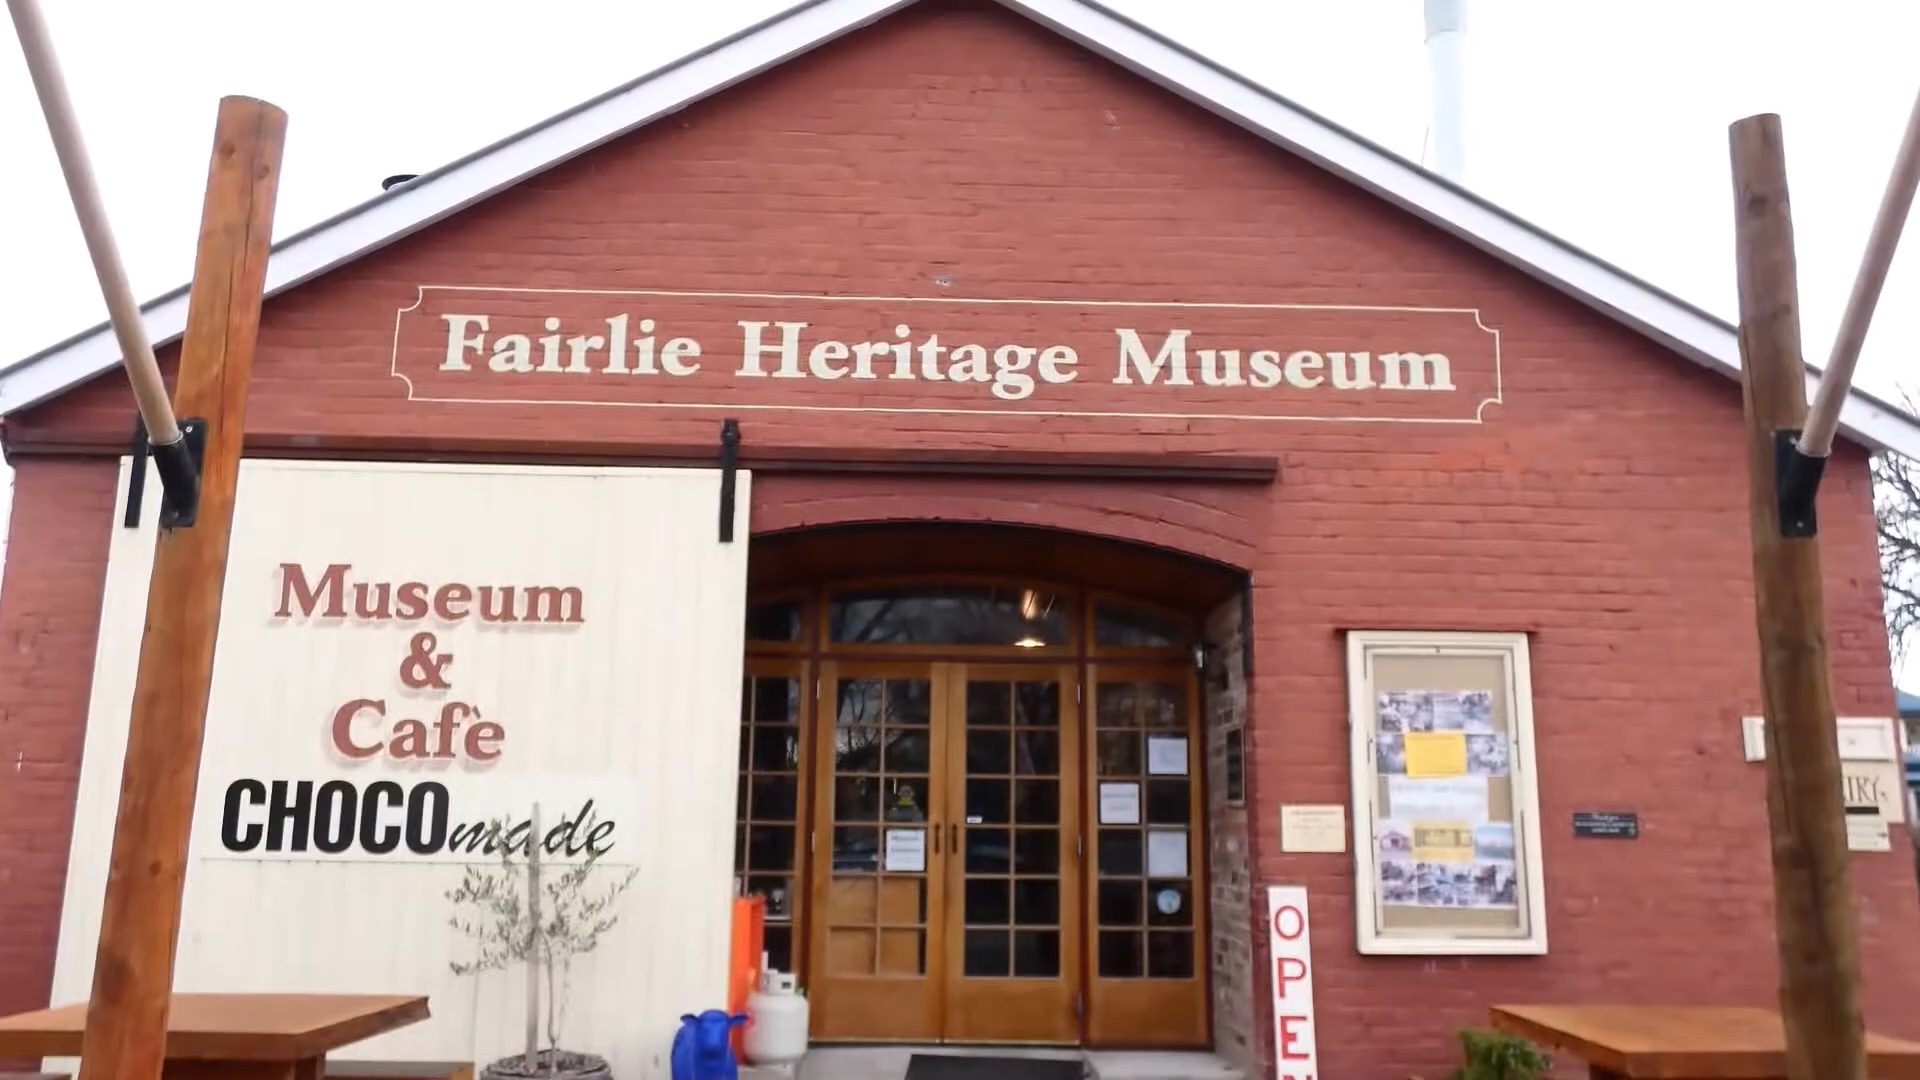 Fairlie Heritage Museum
Museum
&
Cafè
CHOCOmade
OPEN